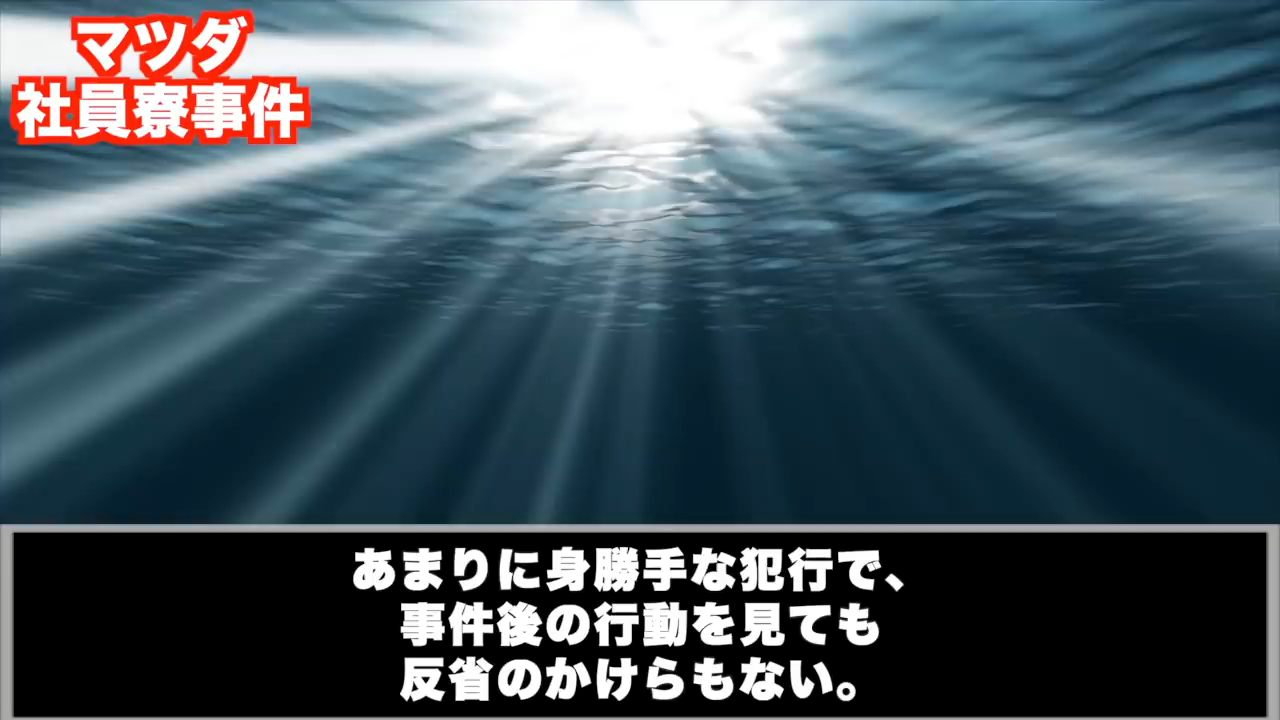 マツダ
社員寮事件
あまりに身勝手な犯行で、
事件後の行動を見ても
反省のかけらもない。